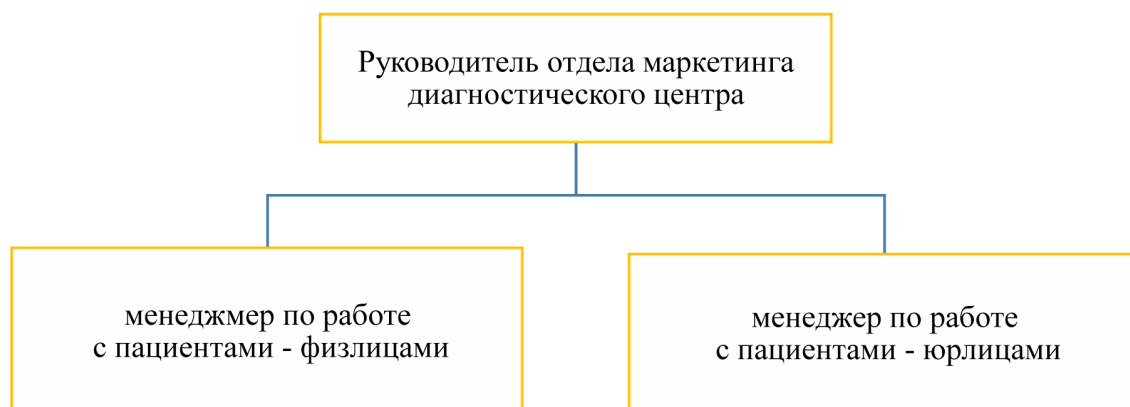 Руководитель отдела маркетинга
диагностического центра
менеджмер по работе
с пациентами - физлицами
менеджер по работе
с пациентами - юрлицами